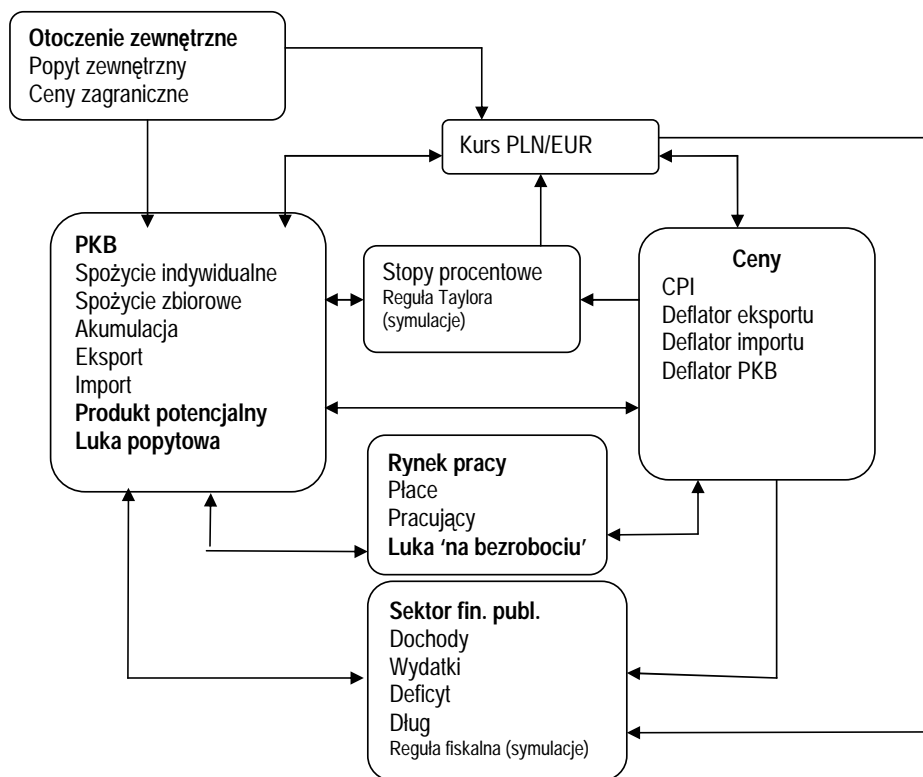 Otoczenie zewnętrzne
Popyt zewnętrzny
Ceny zagraniczne
Kurs PLN/EUR
PKB
Spożycie indywidualne
Spożycie zbiorowe
Akumulacja
Eksport
Import
Produkt potencjalny
Luka popytowa
Stopy procentowe
Reguła Taylora
(symulacje)
Ceny
CPI
Deflator eksportu
Deflator importu
Deflator PKB
Rynek pracy
Płace
Pracujący
Luka ‘na bezrobociu’
Sektor fin. publ.
Dochody
Wydatki
Deficyt
Dług
Reguła fiskalna (symulacje)